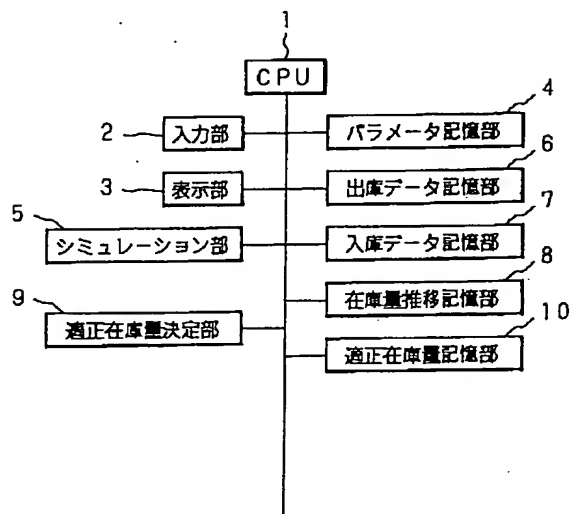 1
CPU
4
2 入力部 パラメータ記憶部
6
3 表示部 出庫データ記憶部
5 7
シミュレーション部 入庫データ記憶部
8
9 在庫量推移記憶部
適正在庫量決定部 10
適正在庫量記憶部